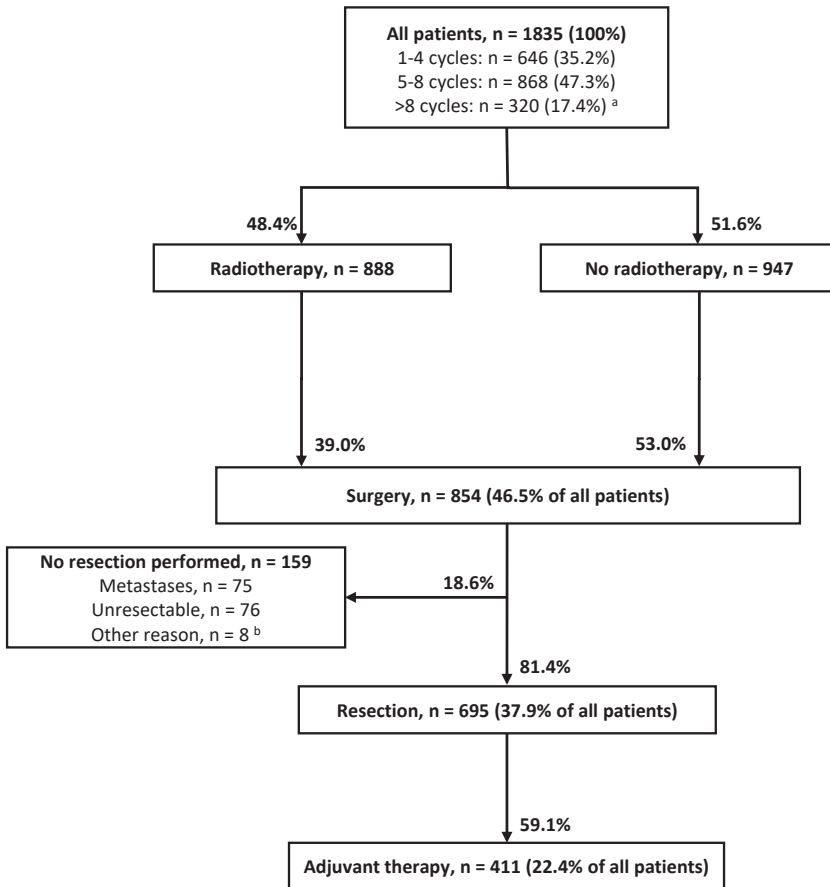 All patients, n = 1835 (100%)
1-4 cycles: n = 646 (35.2%)
5-8 cycles: n = 868 (47.3%)
>8 cycles: n = 320 (17.4%) a
48.4%
51.6%
Radiotherapy, n = 888
No radiotherapy, n = 947
39.0%
53.0%
Surgery, n = 854 (46.5% of all patients)
No resection performed, n = 159
Metastases, n = 75
Unresectable, n = 76
Other reason, n = 8 b
18.6%
81.4%
Resection, n = 695 (37.9% of all patients)
59.1%
Adjuvant therapy, n = 411 (22.4% of all patients)